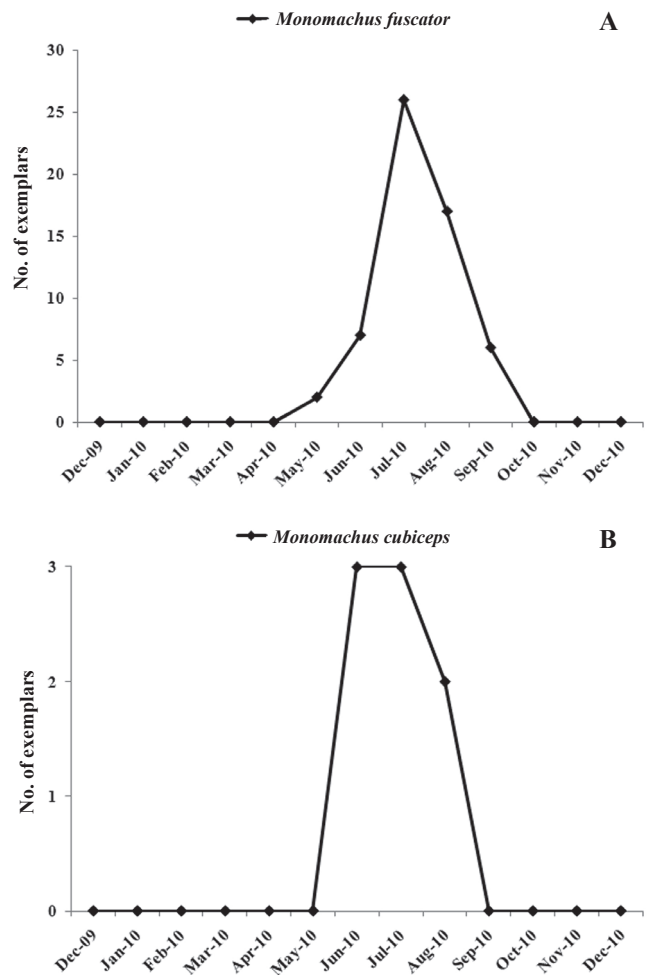 Monomachus fuscator
A
30
25
20
15
10
5
0
No. of exemplars
Dec-09 Jan-10 Feb-10 Mar-10 Apr-10 May-10 Jun-10 Jul-10 Aug-10 Sep-10 Oct-10 Nov-10 Dec-10
Monomachus cubiceps
B
3
2
1
0
No. of exemplars
Dec-09 Jan-10 Feb-10 Mar-10 Apr-10 May-10 Jun-10 Jul-10 Aug-10 Sep-10 Oct-10 Nov-10 Dec-10